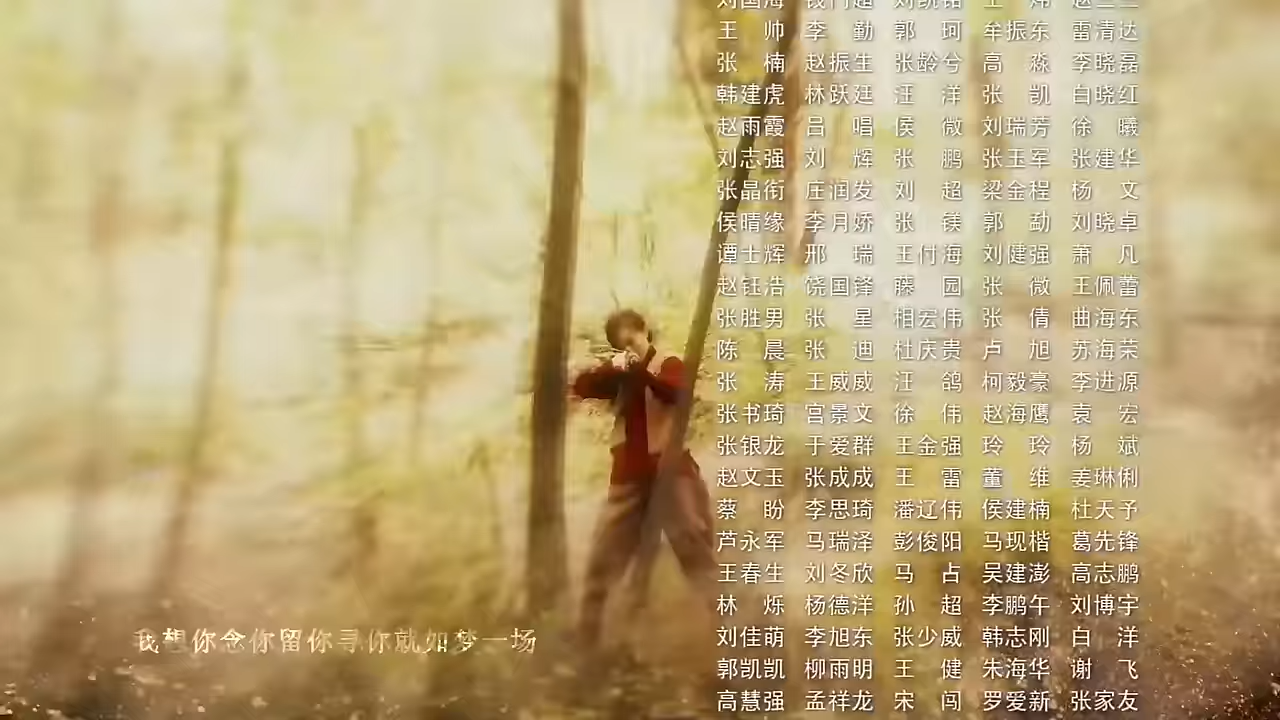 王 帅 李 勤 郭 珂 牟振东 雷清达
张 楠 赵振生 张龄兮 高 淼 李晓磊
韩建虎 林跃廷 汪 洋 张 凯 白晓红
赵雨霞 吕 唱 侯 微 刘瑞芳 徐 曦
刘志强 刘 辉 张 鹏 张玉军 张建华
张晶衔 庄润发 刘 超 梁金程 杨 文
侯晴缘 李月娇 张 镁 郭 勐 刘晓卓
谭士辉 邢 瑞 王付海 刘健强 萧 凡
赵钰浩 饶国锋 滕 园 张 微 王佩蕾
张胜男 张 星 相宏伟 张 倩 曲海东
陈 晨 张 迪 杜庆贵 卢 旭 苏海荣
张 涛 王威威 汪 鸽 柯毅豪 李进源
张书琦 宫景文 徐 伟 赵海鹰 袁 宏
张银龙 于爱群 王金强 玲 玲 杨 斌
赵文玉 张成成 王 雷 董 维 姜琳俐
蔡 盼 李思琦 潘辽伟 侯建楠 杜天予
芦永军 马瑞泽 彭俊阳 马现楷 葛先锋
王春生 刘冬欣 马 占 吴建澎 高志鹏
林 烁 杨德洋 孙 超 李鹏午 刘博宇
刘佳萌 李旭东 张少威 韩志刚 白 洋
郭凯凯 柳雨明 王 健 朱海华 谢 飞
高慧强 孟祥龙 宋 闯 罗爱新 张家友
我想你念你留你寻你就如梦一场